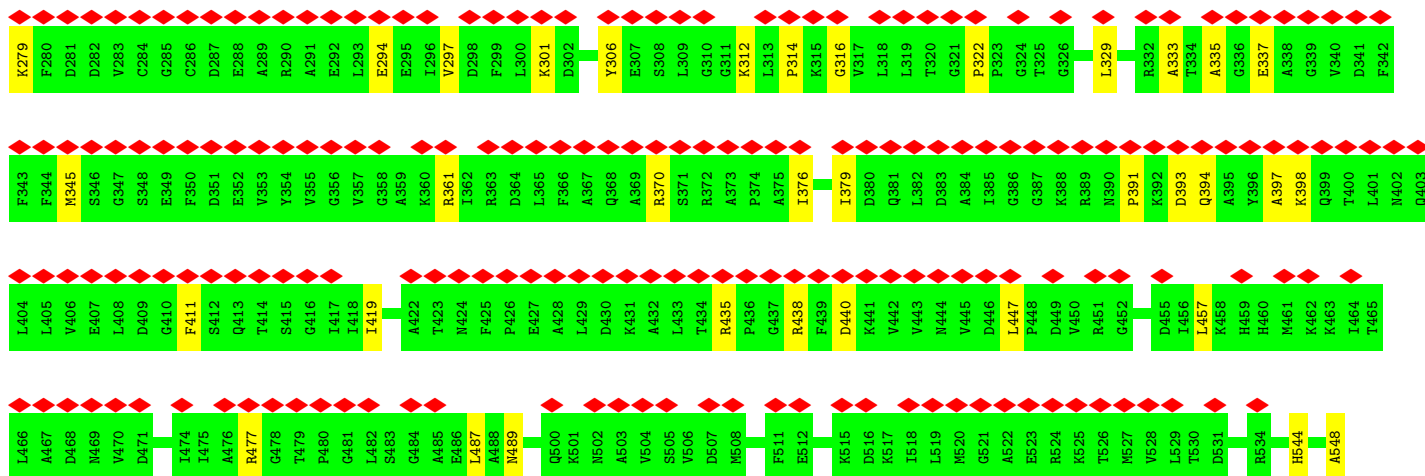 K279 F280 D281 D282 V283 C284 G285 C286 D287 E288 A289 R290 A291 E292 L293 E294 E295 I296 V297 D298 F299 L300 K301 D302 Y306 E307 S308 L309 G310 G311 K312 L313 P314 K315 G316 V317 L318 L319 T320 G321 P322 P323 G324 T325 G326 L329 R332 A333 T334 A335 G336 E337 A338 G339 V340 D341 F342
F343 F344 M345 S346 G347 S348 E349 F350 D351 E352 V353 Y354 V355 G356 V357 G358 A359 K360 R361 I362 R363 D364 L365 F366 A367 Q368 A369 R370 S371 R372 A373 P374 A375 I376 I379 D380 Q381 L382 D383 A384 I385 G386 G387 K388 R389 N390 P391 K392 D393 Q394 A395 Y396 A397 K398 Q399 T400 L401 N402 Q403
L404 L405 V406 E407 L408 D409 G410 F411 S412 Q413 T414 S415 G416 I417 I418 I419 A422 T423 N424 F425 P426 E427 A428 L429 D430 K431 A432 L433 T434 R435 P436 G437 R438 F439 D440 K441 V442 V443 N444 V445 D446 L447 P448 D449 V450 R451 G452 D455 I456 L457 K458 H459 H460 M461 K462 K463 I464 T465
L466 A467 D468 N469 V470 D471 I474 I475 A476 R477 G478 T479 P480 G481 L482 S483 G484 A485 E486 L487 A488 N489 Q500 K501 N502 A503 V504 S505 V506 D507 M508 F511 E512 K515 D516 K517 I518 L519 M520 G521 A522 E523 R524 K525 T526 M527 V528 L529 T530 D531 R534 H544 A548